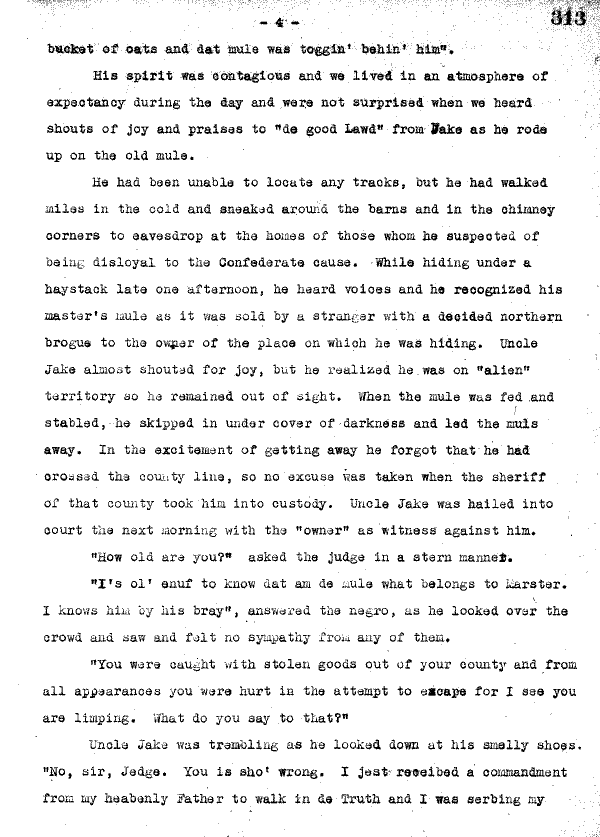 - 4 -
313
bucket of oats and dat mule was toggin' behin' him".
His spirit was contagious and we lived in an atmosphere of
expectancy during the day and were not surprised when we heard
shouts of joy and praises to "de good Lawd" from Jake as he rode
up on the old mule.
He had been unable to locate any tracks, but he had walked
miles in the cold and sneaked around the barns and in the chimney
corners to eavesdrop at the homes of those whom he suspected of
being disloyal to the Confederate cause. While hiding under a
haystack late one afternoon, he heard voices and he recognized his
master's mule as it was sold by a stranger with a decided northern
brogue to the owner of the place on which he was hiding. Uncle
Jake almost shouted for joy, but he realized he was on "alien"
territory so he remained out of sight. When the mule was fed and
stabled, he skipped in under cover of darkness and led the mule
away. In the excitement of getting away he forgot that he had
crossed the county line, so no excuse was taken when the sheriff
of that county took him into custody. Uncle Jake was hailed into
court the next morning with the "owner" as witness against him.
"How old are you?" asked the judge in a stern manner.
"I's ol' enuf to know dat am de mule what belongs to Marster.
I knows him by his bray", answered the negro, as he looked over the
crowd and saw and felt no sympathy from any of them.
"You were caught with stolen goods out of your county and from
all appearances you were hurt in the attempt to escape for I see you
are limping. What do you say to that?"
Uncle Jake was trembling as he looked down at his smelly shoes.
"No, sir, Jedge. You is sho' wrong. I jest receibed a commandment
from my heabenly Father to walk in de Truth and I was serbing my